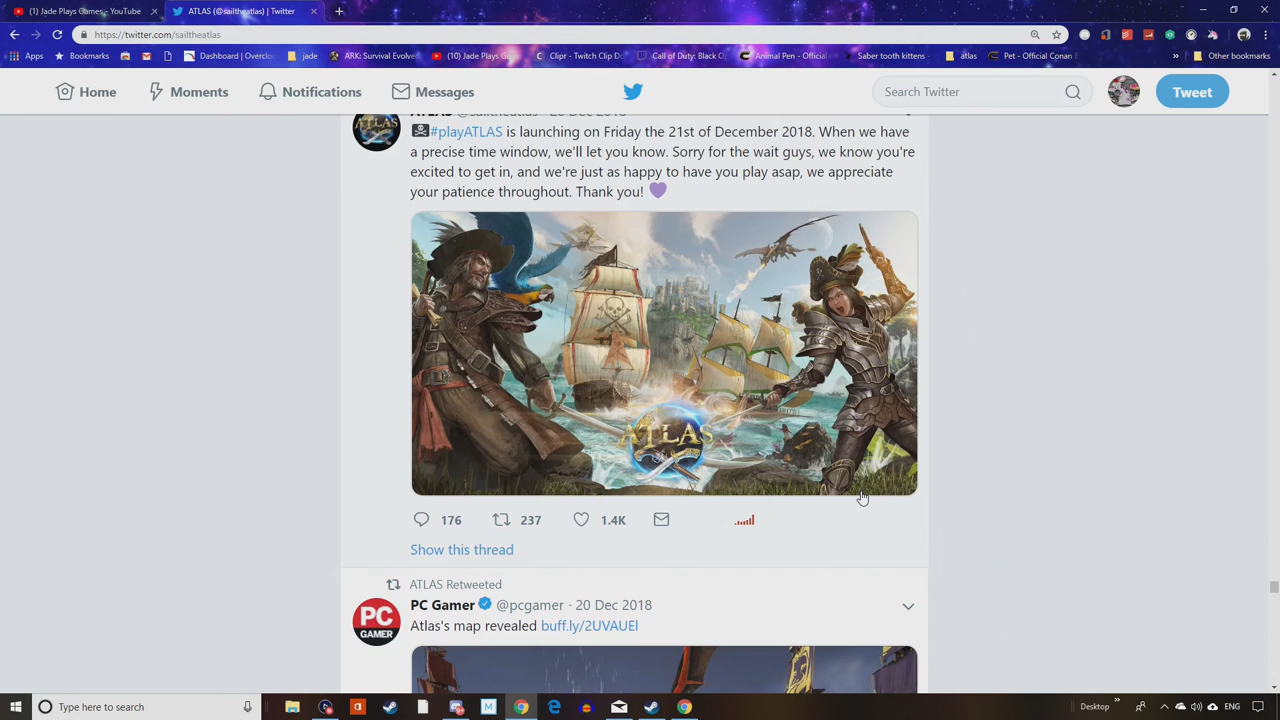 (1) Jade Plays Games - YouTube
ATLAS (@sailtheatlas) | Twitter
https://twitter.com/sailtheatlas
Apps
Bookmarks
Dashboard | Overclo
jade
ARK: Survival Evolve
(10) Jade Plays Gam
Clipr - Twitch Clip Do
Call of Duty: Black O
Animal Pen - Official
Saber tooth kittens -
atlas
Pet - Official Conan E
Other bookmarks
Home
Moments
Notifications
Messages
Search Twitter
Tweet
#playATLAS is launching on Friday the 21st of December 2018. When we have
a precise time window, we'll let you know. Sorry for the wait guys, we know you're
excited to get in, and we're just as happy to have you play asap, we appreciate
your patience throughout. Thank you!
ATLAS
176
237
1.4K
Show this thread
ATLAS Retweeted
PC Gamer @pcgamer · 20 Dec 2018
PC
GAMER
Atlas's map revealed buff.ly/2UVAUEl
Type here to search
Desktop
ENG